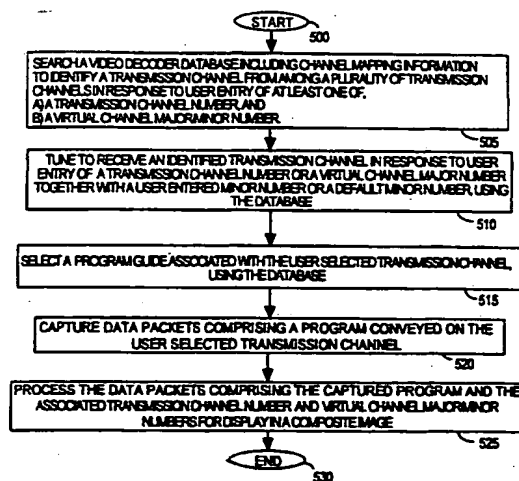 START
500
SEARCH A VIDEO DECODER DATABASE INCLUDING CHANNEL MAPPING INFORMATION
TO IDENTIFY A TRANSMISSION CHANNEL FROM AMONG A PLURALITY OF TRANSMISSION
CHANNELS IN RESPONSE TO USER ENTRY OF AT LEAST ONE OF,
A) A TRANSMISSION CHANNEL NUMBER, AND
B) A VIRTUAL CHANNEL MAJOR MINOR NUMBER.
505
TUNE TO RECEIVE AN IDENTIFIED TRANSMISSION CHANNEL IN RESPONSE TO USER
ENTRY OF A TRANSMISSION CHANNEL NUMBER OR A VIRTUAL CHANNEL MAJOR NUMBER
TOGETHER WITH A USER ENTERED MINOR NUMBER OR A DEFAULT MINOR NUMBER, USING
THE DATABASE
510
SELECT A PROGRAM GUIDE ASSOCIATED WITH THE USER SELECTED TRANSMISSION CHANNEL,
USING THE DATABASE
515
CAPTURE DATA PACKETS COMPRISING A PROGRAM CONVEYED ON THE
USER SELECTED TRANSMISSION CHANNEL
520
PROCESS THE DATA PACKETS COMPRISING THE CAPTURED PROGRAM AND THE
ASSOCIATED TRANSMISSION CHANNEL NUMBER AND VIRTUAL CHANNEL MAJOR/MINOR
NUMBERS FOR DISPLAY IN A COMPOSITE IMAGE
525
END
530